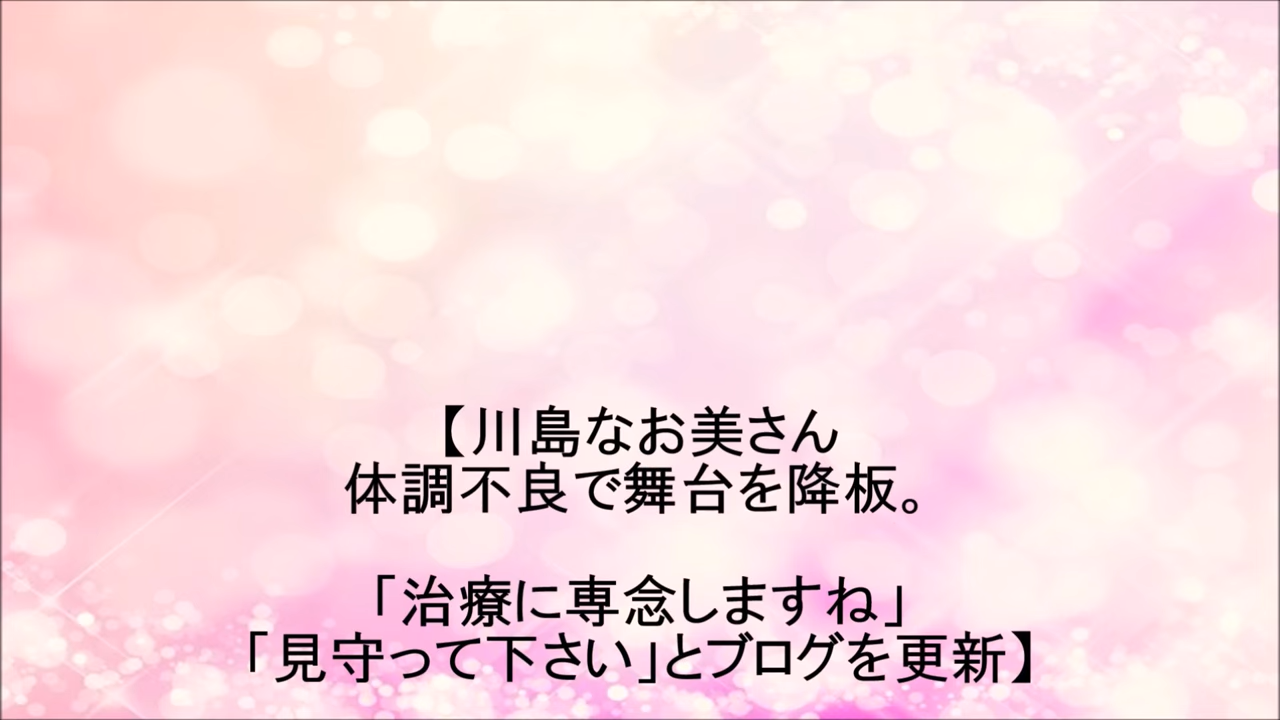 【川島なお美さん
体調不良で舞台を降板。
「治療に専念しますね」
「見守って下さい」とブログを更新】